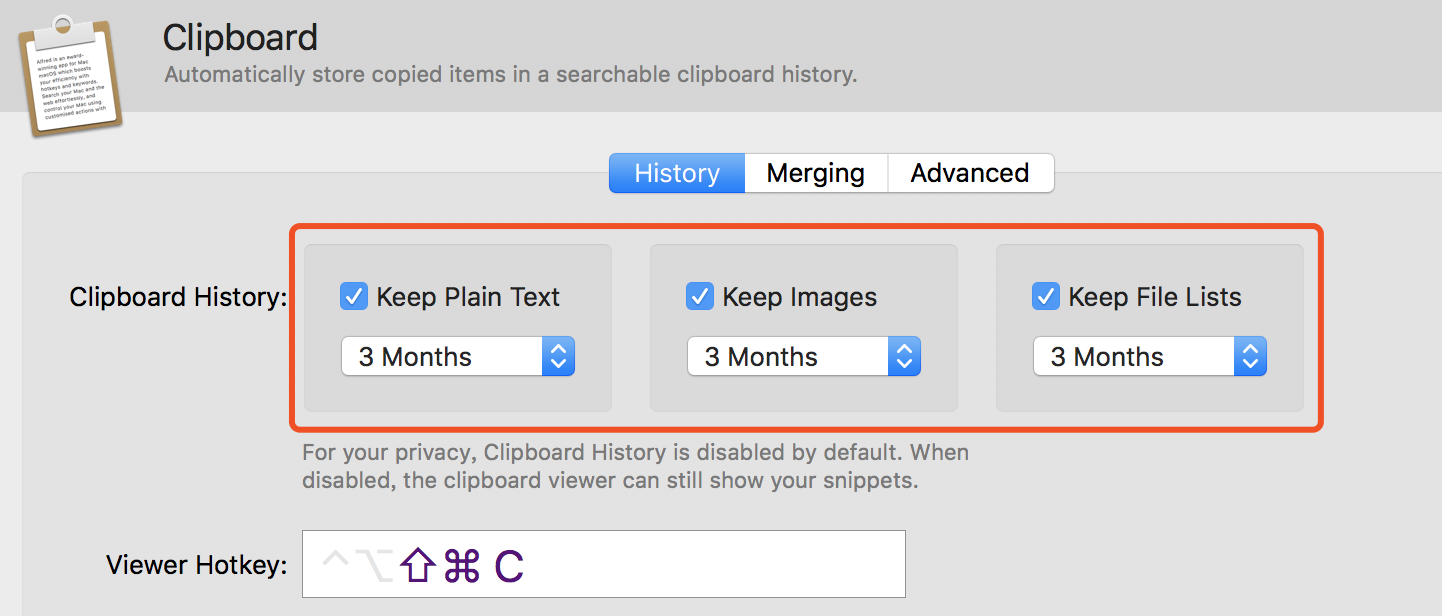 Clipboard
Automatically store copied items in a searchable clipboard history.
Alfred is an award-
winning app for Mac
macOS which boosts
your efficiency with
hotkeys and keywords.
Search your Mac and the
web effortlessly, and
control your Mac using
customised actions with
History Merging Advanced
Clipboard History: Keep Plain Text Keep Images Keep File Lists
3 Months 3 Months 3 Months
For your privacy, Clipboard History is disabled by default. When
disabled, the clipboard viewer can still show your snippets.
Viewer Hotkey: ^⌥⇧⌘ C